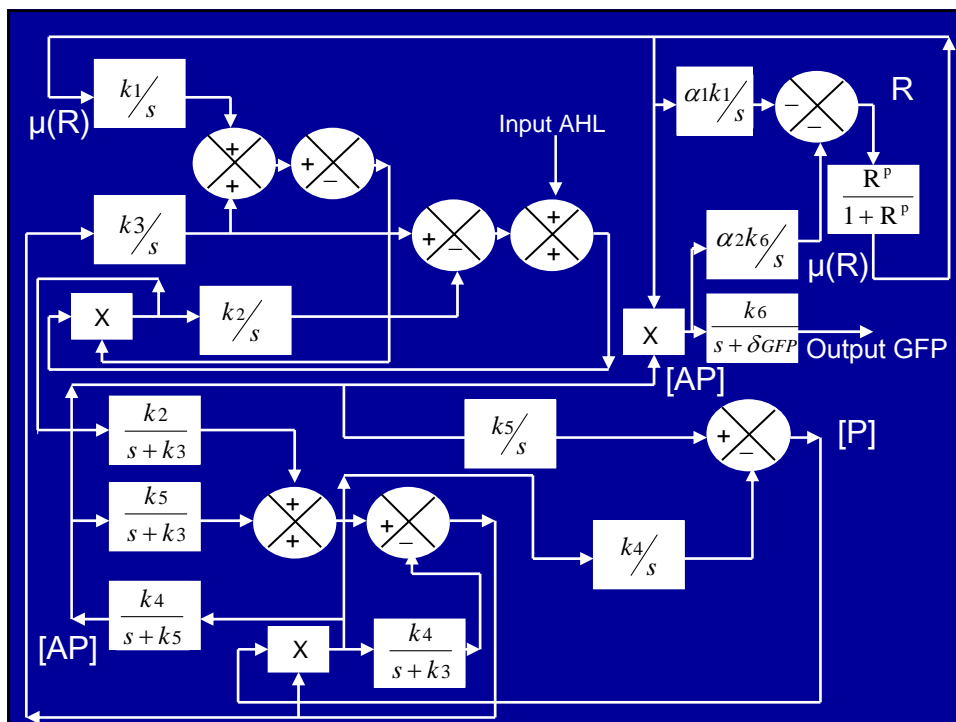 k1/s
μ(R)
+
+
+
−
Input AHL
α1k1/s
−
−
R
R^p
1 + R^p
k3/s
+
−
+
+
α2k6/s
μ(R)
X
k2/s
X
k6
s + δGFP
Output GFP
[AP]
k2
s + k3
k5/s
+
−
[P]
k5
s + k3
+
+
+
−
k4/s
k4
s + k5
[AP]
X
k4
s + k3